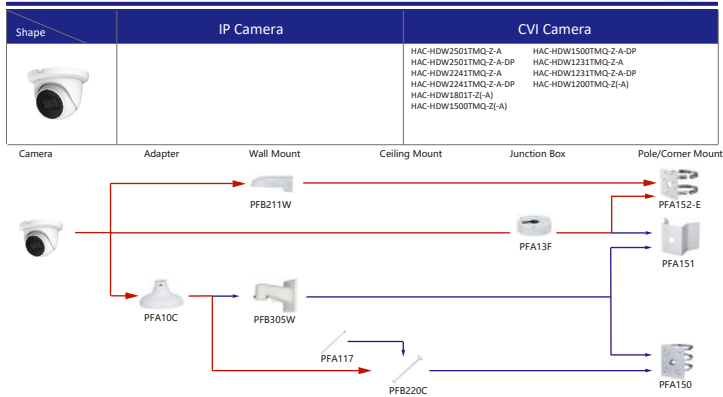 Shape
IP Camera
CVI Camera
HAC-HDW2501TMQ-Z-A
HAC-HDW2501TMQ-Z-A-DP
HAC-HDW2241TMQ-Z-A
HAC-HDW2241TMQ-Z-A-DP
HAC-HDW1801T-Z(-A)
HAC-HDW1500TMQ-Z(-A)
HAC-HDW1500TMQ-Z-A-DP
HAC-HDW1231TMQ-Z-A
HAC-HDW1231TMQ-Z-A-DP
HAC-HDW1200TMQ-Z(-A)
Camera
Adapter
Wall Mount
Ceiling Mount
Junction Box
Pole/Corner Mount
PFB211W
PFA152-E
PFA13F
PFA151
PFA10C
PFB305W
PFA117
PFB220C
PFA150